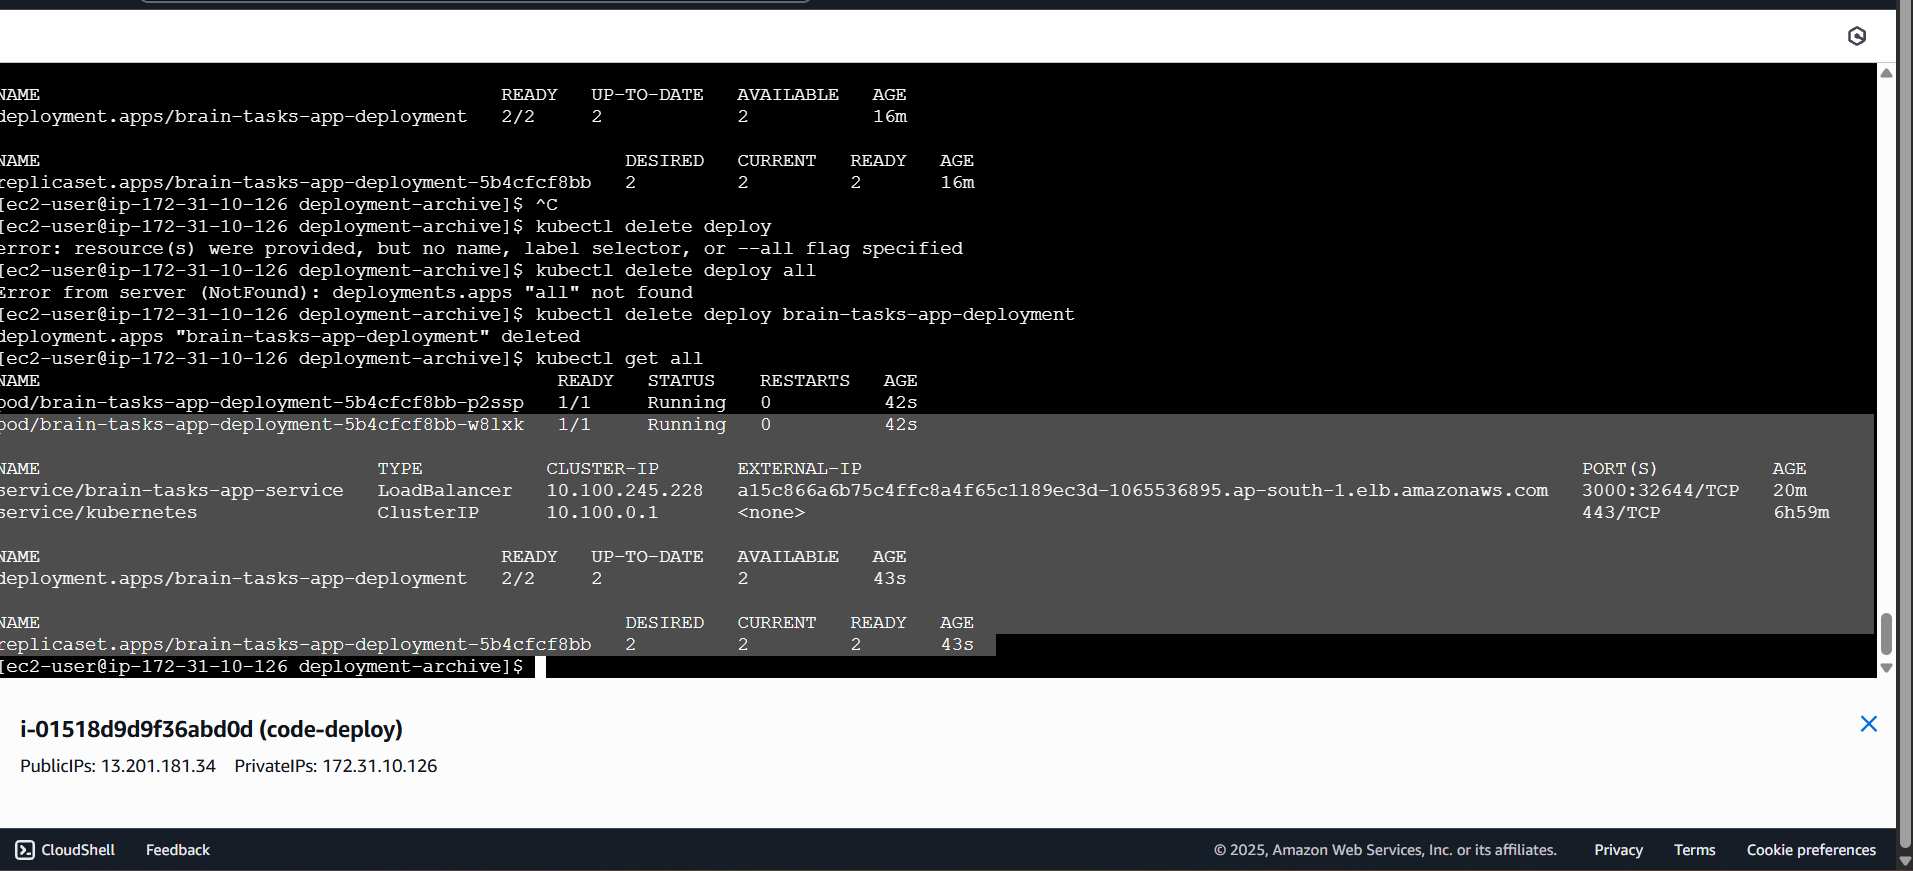 NAME READY UP-TO-DATE AVAILABLE AGE
deployment.apps/brain-tasks-app-deployment 2/2 2 2 16m
NAME DESIRED CURRENT READY AGE
replicaset.apps/brain-tasks-app-deployment-5b4cfcf8bb 2 2 2 16m
[ec2-user@ip-172-31-10-126 deployment-archive]$ ^C
[ec2-user@ip-172-31-10-126 deployment-archive]$ kubectl delete deploy
error: resource(s) were provided, but no name, label selector, or --all flag specified
[ec2-user@ip-172-31-10-126 deployment-archive]$ kubectl delete deploy all
Error from server (NotFound): deployments.apps "all" not found
[ec2-user@ip-172-31-10-126 deployment-archive]$ kubectl delete deploy brain-tasks-app-deployment
deployment.apps "brain-tasks-app-deployment" deleted
[ec2-user@ip-172-31-10-126 deployment-archive]$ kubectl get all
NAME READY STATUS RESTARTS AGE
pod/brain-tasks-app-deployment-5b4cfcf8bb-p2ssp 1/1 Running 0 42s
pod/brain-tasks-app-deployment-5b4cfcf8bb-w8lxk 1/1 Running 0 42s
NAME TYPE CLUSTER-IP EXTERNAL-IP PORT(S) AGE
service/brain-tasks-app-service LoadBalancer 10.100.245.228 a15c866a6b75c4ffc8a4f65c1189ec3d-1065536895.ap-south-1.elb.amazonaws.com 3000:32644/TCP 20m
service/kubernetes ClusterIP 10.100.0.1 <none> 443/TCP 6h59m
NAME READY UP-TO-DATE AVAILABLE AGE
deployment.apps/brain-tasks-app-deployment 2/2 2 2 43s
NAME DESIRED CURRENT READY AGE
replicaset.apps/brain-tasks-app-deployment-5b4cfcf8bb 2 2 2 43s
[ec2-user@ip-172-31-10-126 deployment-archive]$
i-01518d9d9f36abd0d (code-deploy)
PublicIPs: 13.201.181.34 PrivateIPs: 172.31.10.126
CloudShell Feedback © 2025, Amazon Web Services, Inc. or its affiliates. Privacy Terms Cookie preferences